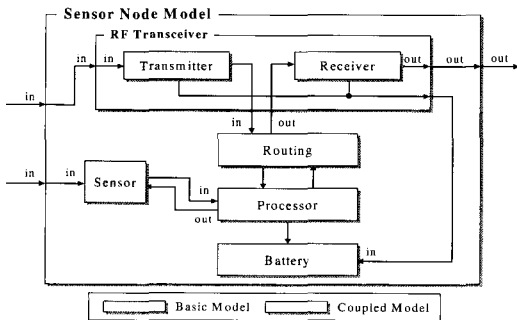 Sensor Node Model
RF Transceiver
in in in Transmitter Receiver out out out
in out
Routing
in in Sensor in
out Processor
in
Battery
Basic Model Coupled Model